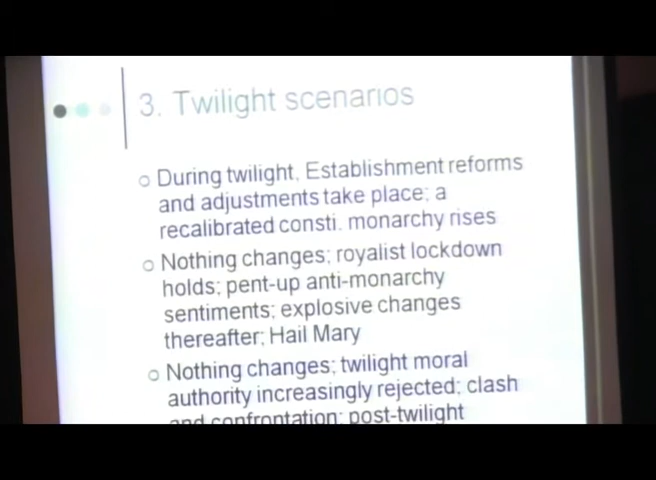 3. Twilight scenarios
During twilight, Establishment reforms
and adjustments take place; a
recalibrated consti. monarchy rises
Nothing changes; royalist lockdown
holds; pent-up anti-monarchy
sentiments; explosive changes
thereafter; Hail Mary
Nothing changes; twilight moral
authority increasingly rejected; clash
and confrontation; post-twilight